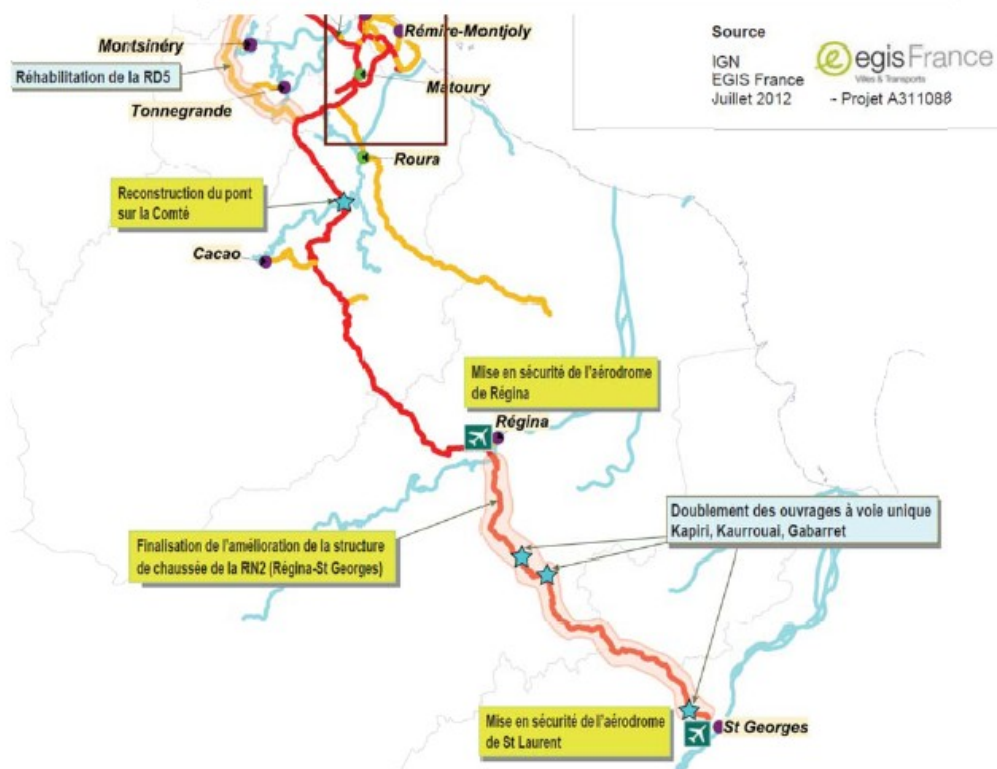 Rémire-Montjoly
Montsinéry
Réhabilitation de la RD5
Tonnegrande
Matoury
Roura
Source
IGN
EGIS France
Juillet 2012 - Projet A311088
egis France
Villes & Transports
Reconstruction du pont
sur la Comté
Cacao
Mise en sécurité de l'aérodrome
de Régina
Régina
Doublement des ouvrages à voie unique
Kapiri, Kaurrouai, Gabarret
Finalisation de l'amélioration de la structure
de chaussée de la RN2 (Régina-St Georges)
Mise en sécurité de l'aérodrome
de St Laurent
St Georges